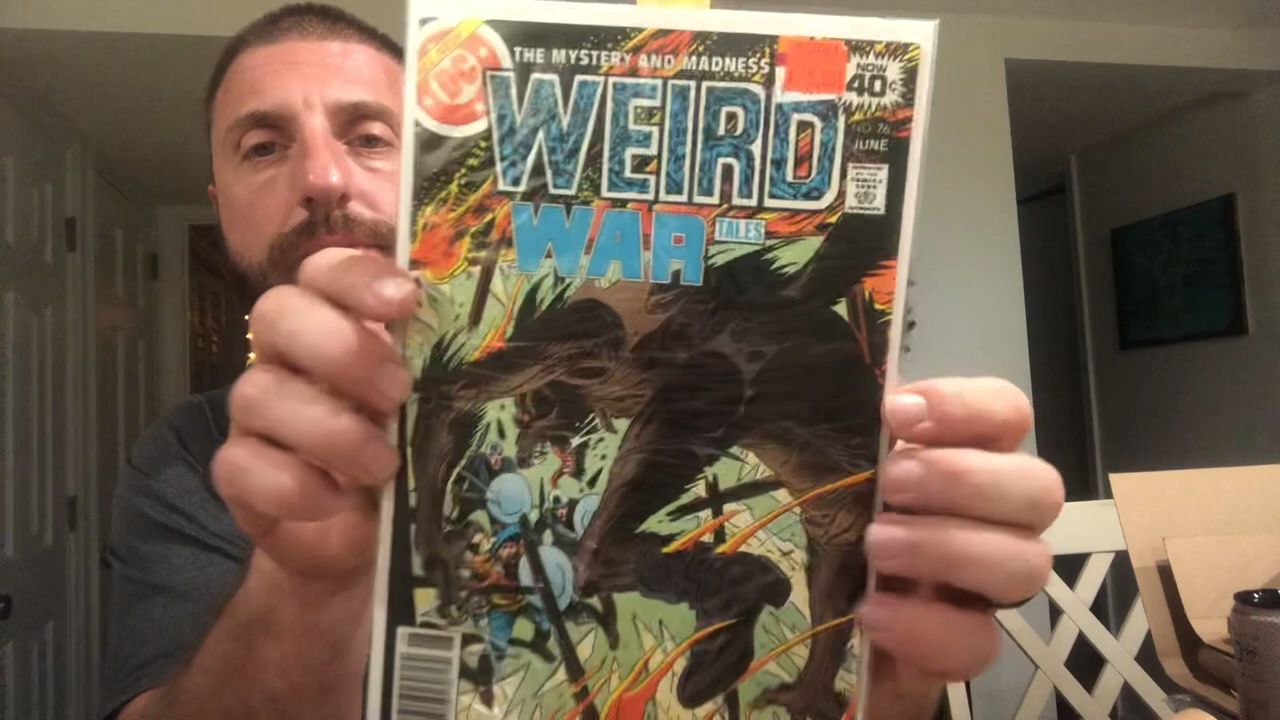 THE MYSTERY AND MADNESS
DC
NOW
40¢
WEIRD
NO. 76
JUNE
WAR
TALES